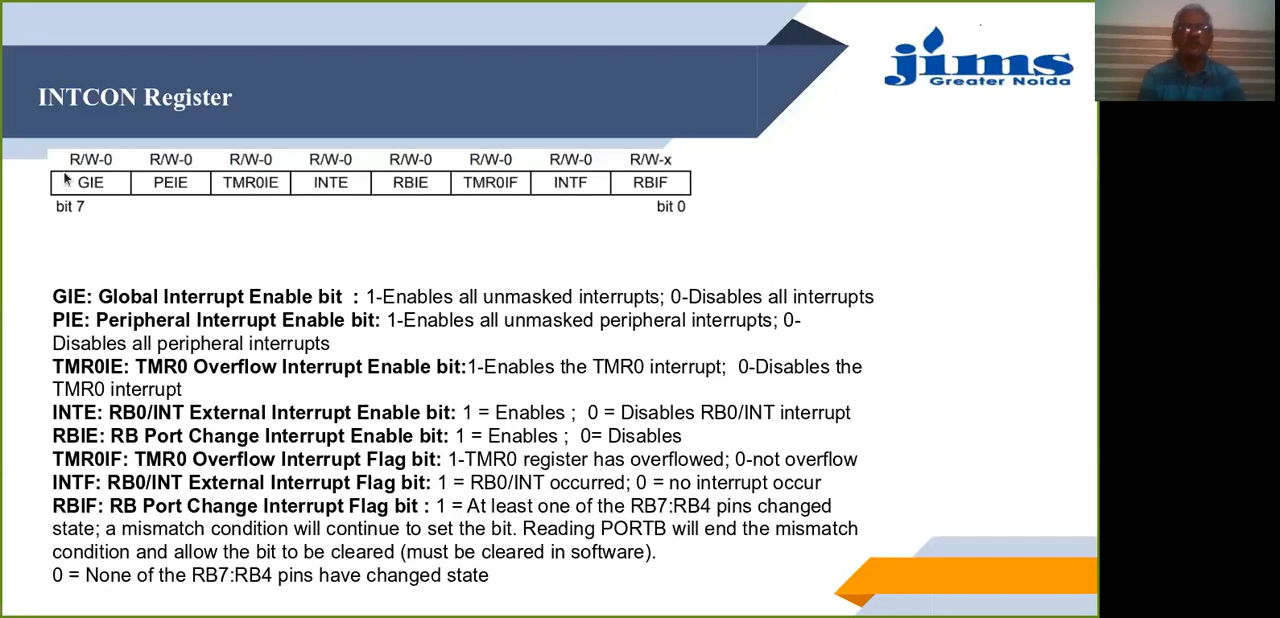 jims
Greater Noida
INTCON Register
R/W-0 R/W-0 R/W-0 R/W-0 R/W-0 R/W-0 R/W-0 R/W-x
GIE PEIE TMR0IE INTE RBIE TMR0IF INTF RBIF
bit 7 bit 0
GIE: Global Interrupt Enable bit : 1-Enables all unmasked interrupts; 0-Disables all interrupts
PIE: Peripheral Interrupt Enable bit: 1-Enables all unmasked peripheral interrupts; 0-
Disables all peripheral interrupts
TMR0IE: TMR0 Overflow Interrupt Enable bit:1-Enables the TMR0 interrupt; 0-Disables the
TMR0 interrupt
INTE: RB0/INT External Interrupt Enable bit: 1 = Enables ; 0 = Disables RB0/INT interrupt
RBIE: RB Port Change Interrupt Enable bit: 1 = Enables ; 0= Disables
TMR0IF: TMR0 Overflow Interrupt Flag bit: 1-TMR0 register has overflowed; 0-not overflow
INTF: RB0/INT External Interrupt Flag bit: 1 = RB0/INT occurred; 0 = no interrupt occur
RBIF: RB Port Change Interrupt Flag bit : 1 = At least one of the RB7:RB4 pins changed
state; a mismatch condition will continue to set the bit. Reading PORTB will end the mismatch
condition and allow the bit to be cleared (must be cleared in software).
0 = None of the RB7:RB4 pins have changed state